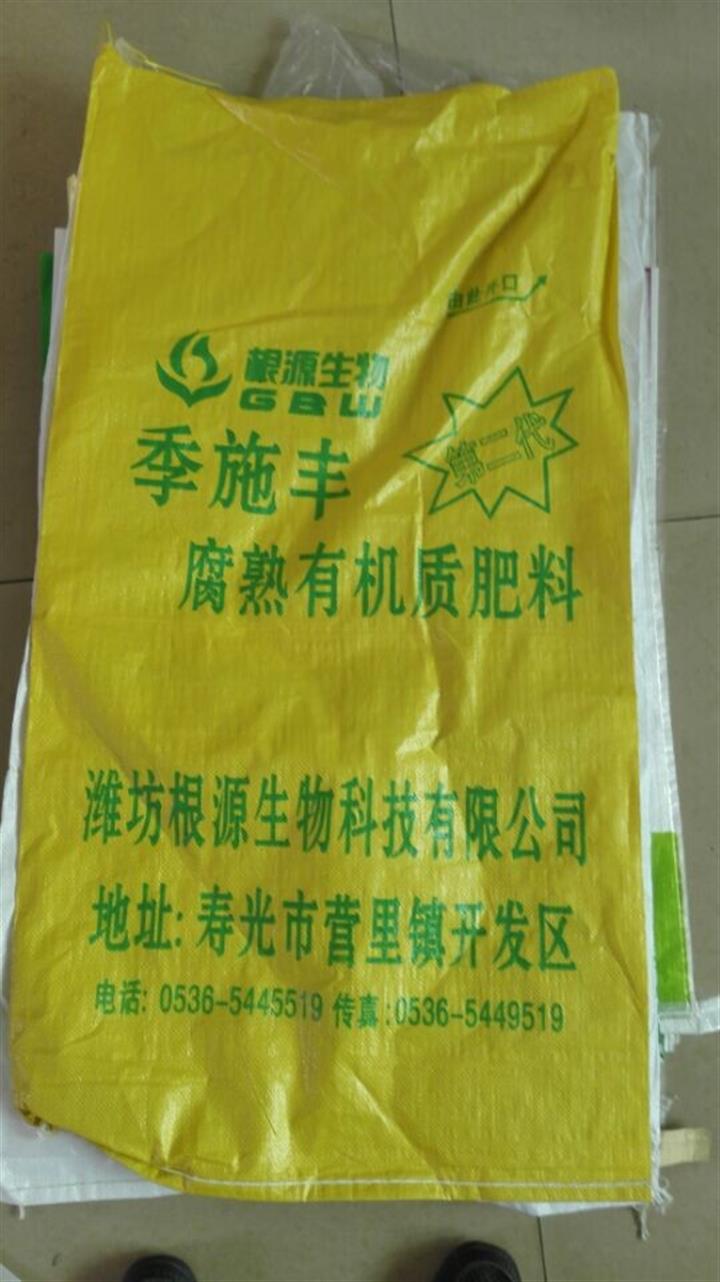 由此开口
根源生物
GBW
第二代
季施丰
腐熟有机质肥料
潍坊根源生物科技有限公司
地址:寿光市营里镇开发区
电话: 0536-5445519 传真:0536-5449519